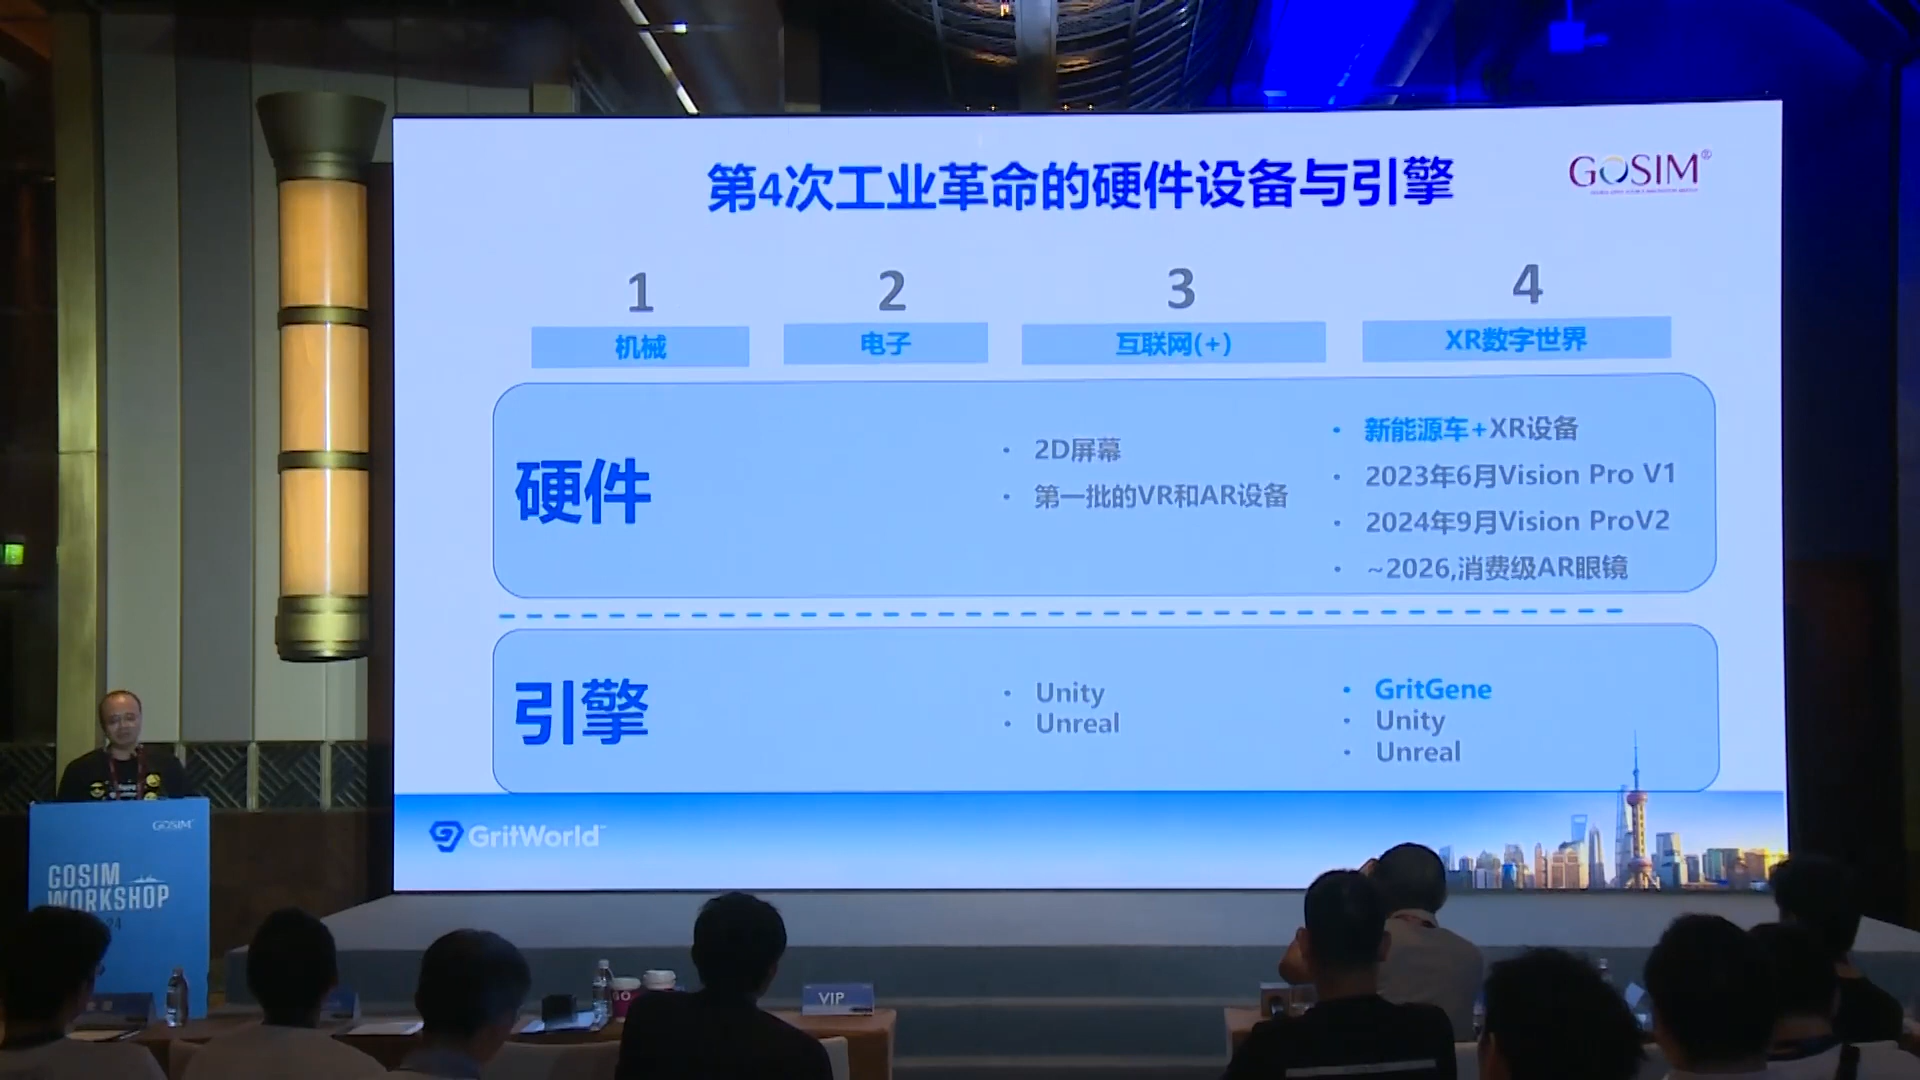 第4次工业革命的硬件设备与引擎
GOSIM®
1
2
3
4
机械
电子
互联网(+)
XR数字世界
硬件
• 2D屏幕
• 第一批的VR和AR设备
• 新能源车+XR设备
• 2023年6月Vision Pro V1
• 2024年9月Vision ProV2
• ~2026,消费级AR眼镜
引擎
• Unity
• Unreal
• GritGene
• Unity
• Unreal
GritWorld
GOSIM
GOSIM
WORKSHOP
24
VIP